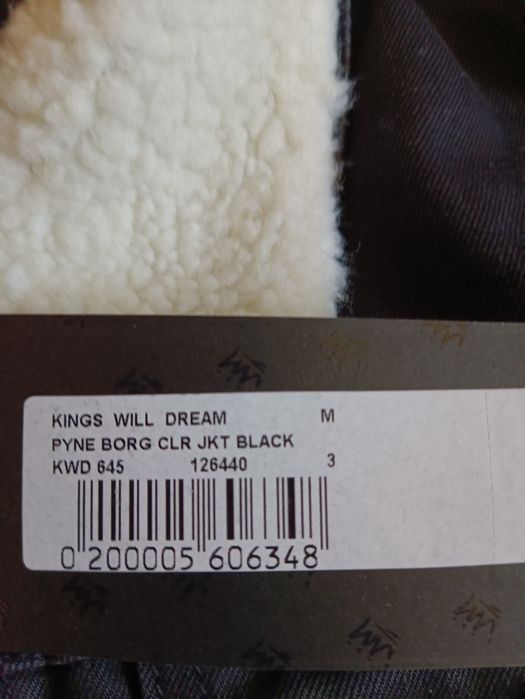 KINGS WILL DREAM M
PYNE BORG CLR JKT BLACK
KWD 645 126440 3
0 200005 606348